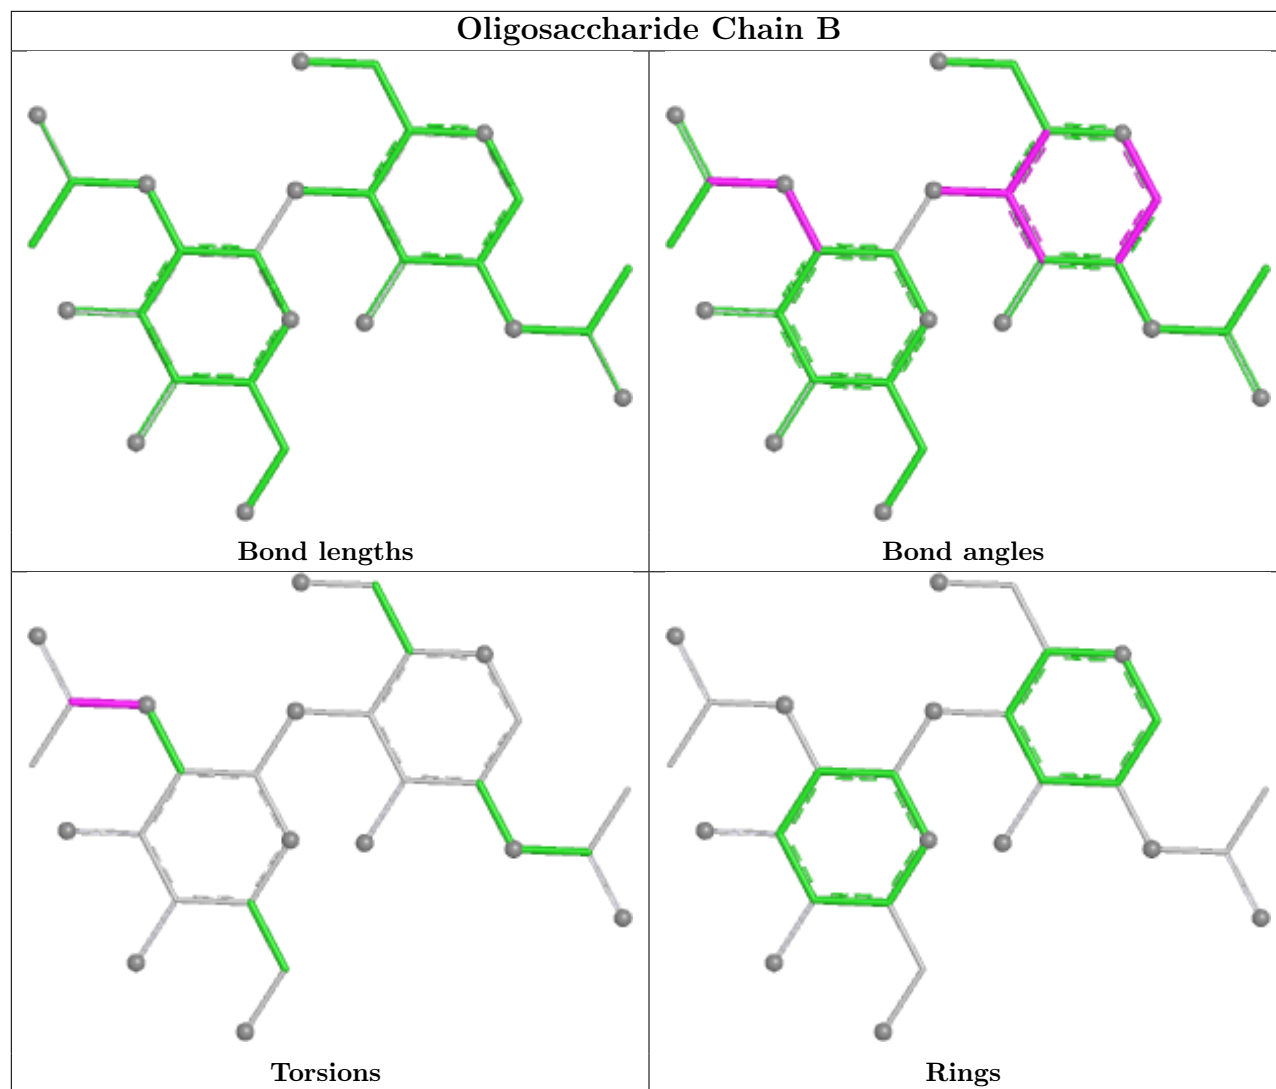 Oligosaccharide Chain B
Bond lengths
Bond angles
Torsions
Rings